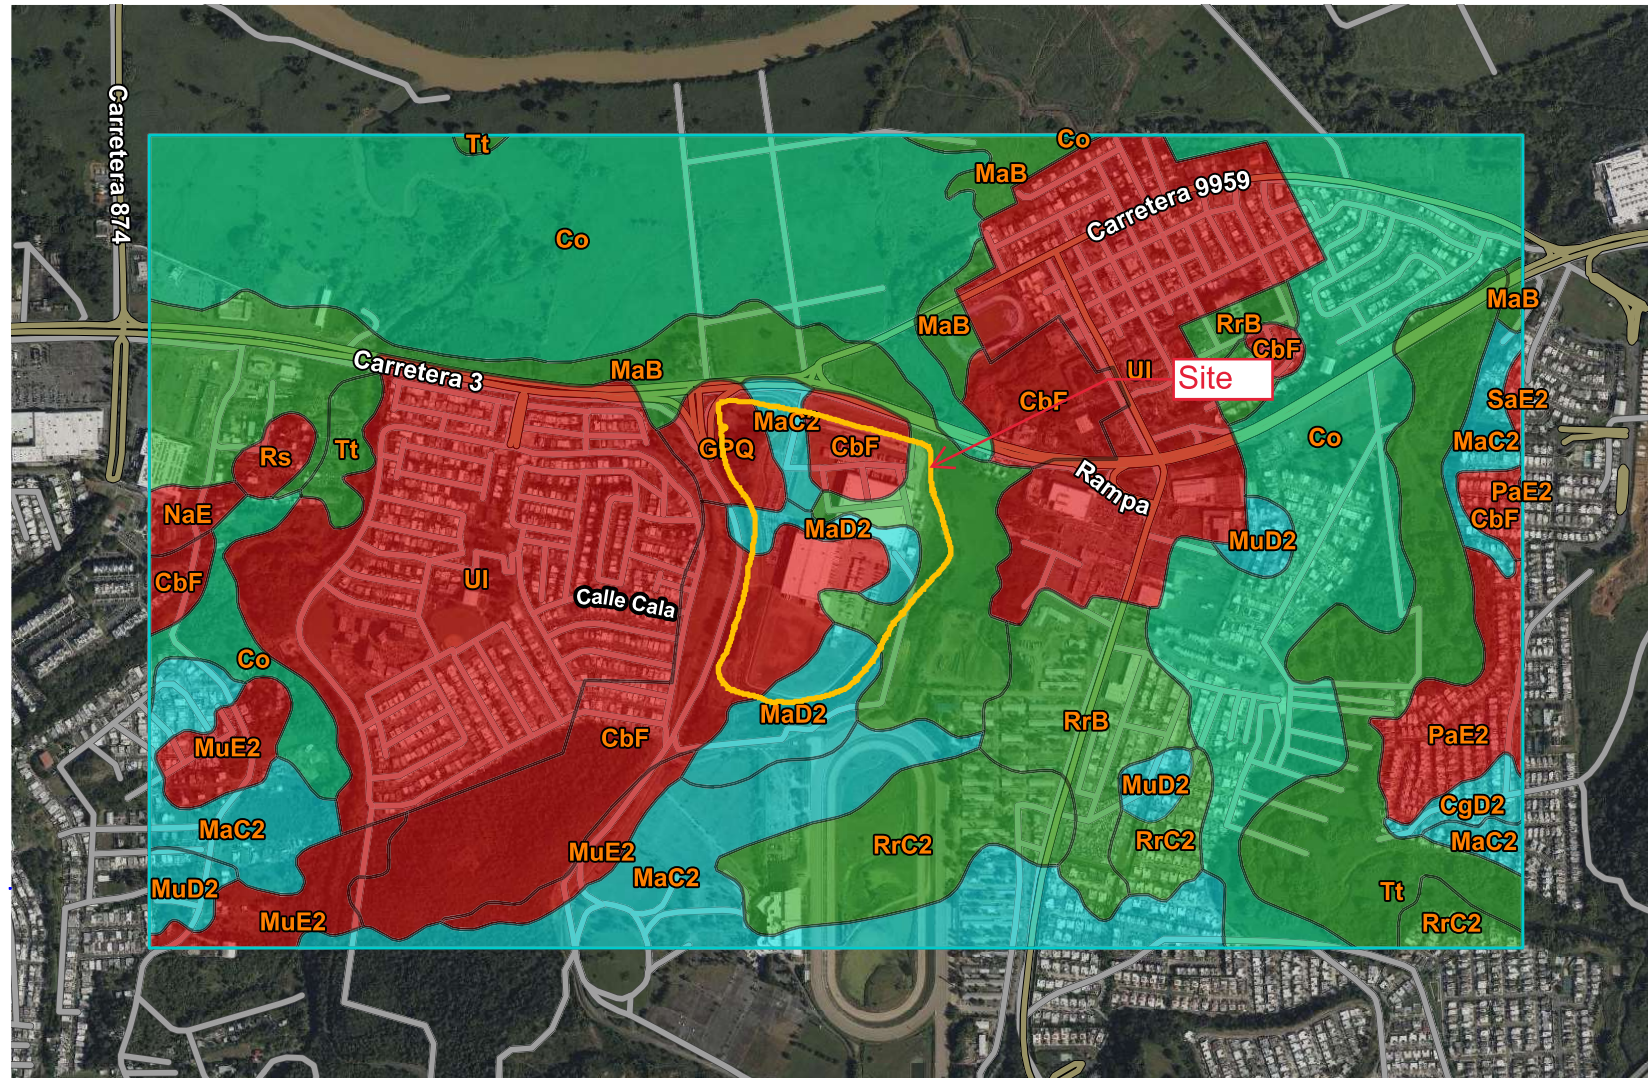 Carretera 874
Tt
Co
MaB
Carretera 9959
Co
MaB
MaB
RrB
CbF
Carretera 3
MaB
UI
Site
CbF
SaE2
MaC2
GPQ
CbF
Co
MaC2
Rs
Tt
Rampa
PaE2
CbF
NaE
MaD2
MuD2
CbF
UI
Calle Cala
Co
MaD2
RrB
PaE2
CbF
MuE2
MuD2
CgD2
MaC2
RrC2
MaC2
MuE2
RrC2
MaC2
MuD2
Tt
MuE2
RrC2